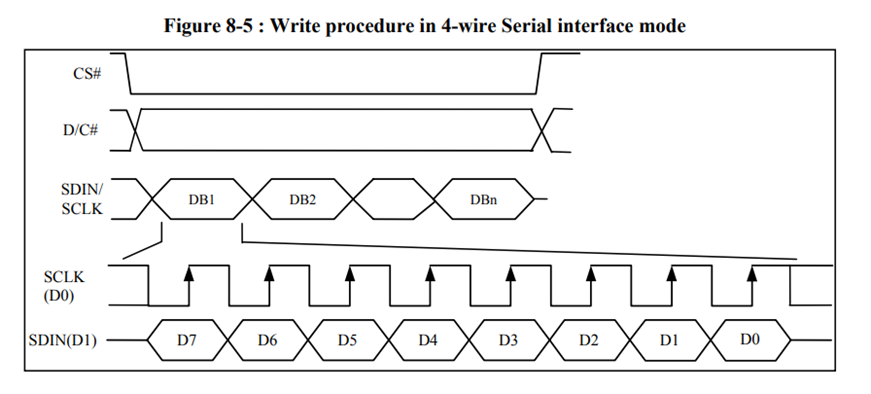 Figure 8-5 : Write procedure in 4-wire Serial interface mode
CS#
D/C#
SDIN/
SCLK
DB1 DB2 DBn
SCLK
(D0)
SDIN(D1) D7 D6 D5 D4 D3 D2 D1 D0